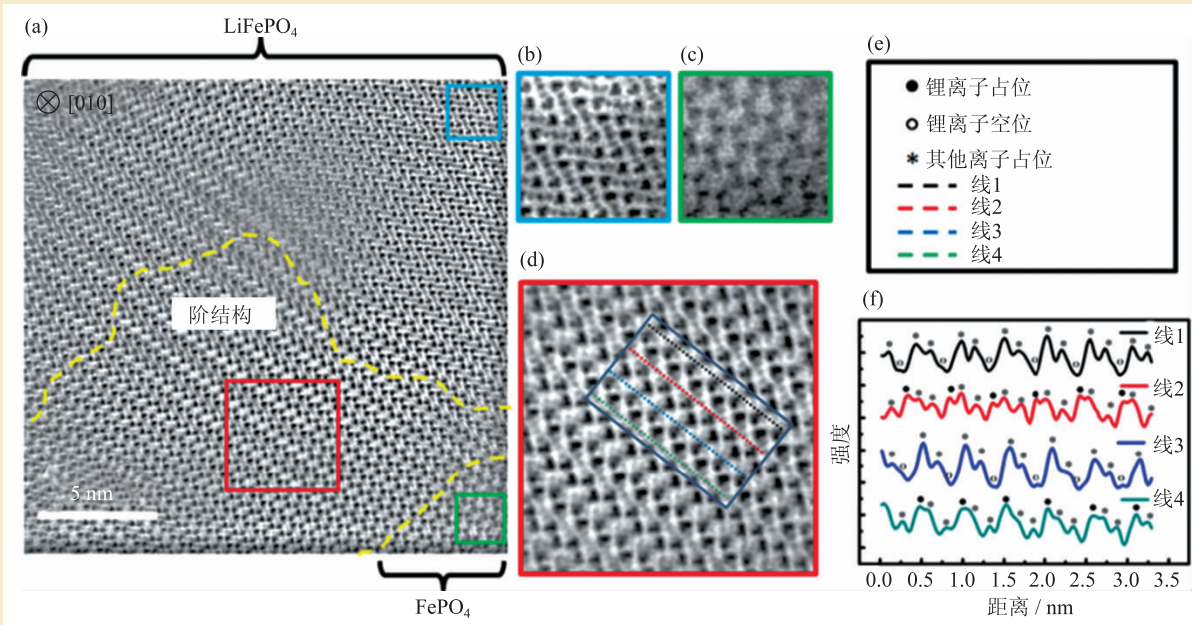 (a)
LiFePO₄
⊗ [010]
阶结构
5 nm
FePO₄
(b)
(c)
(d)
(e)
● 锂离子占位
○ 锂离子空位
* 其他离子占位
线1
线2
线3
线4
(f)
线1
线2
线3
线4
强度
0.0 0.5 1.0 1.5 2.0 2.5 3.0 3.5
距离 / nm